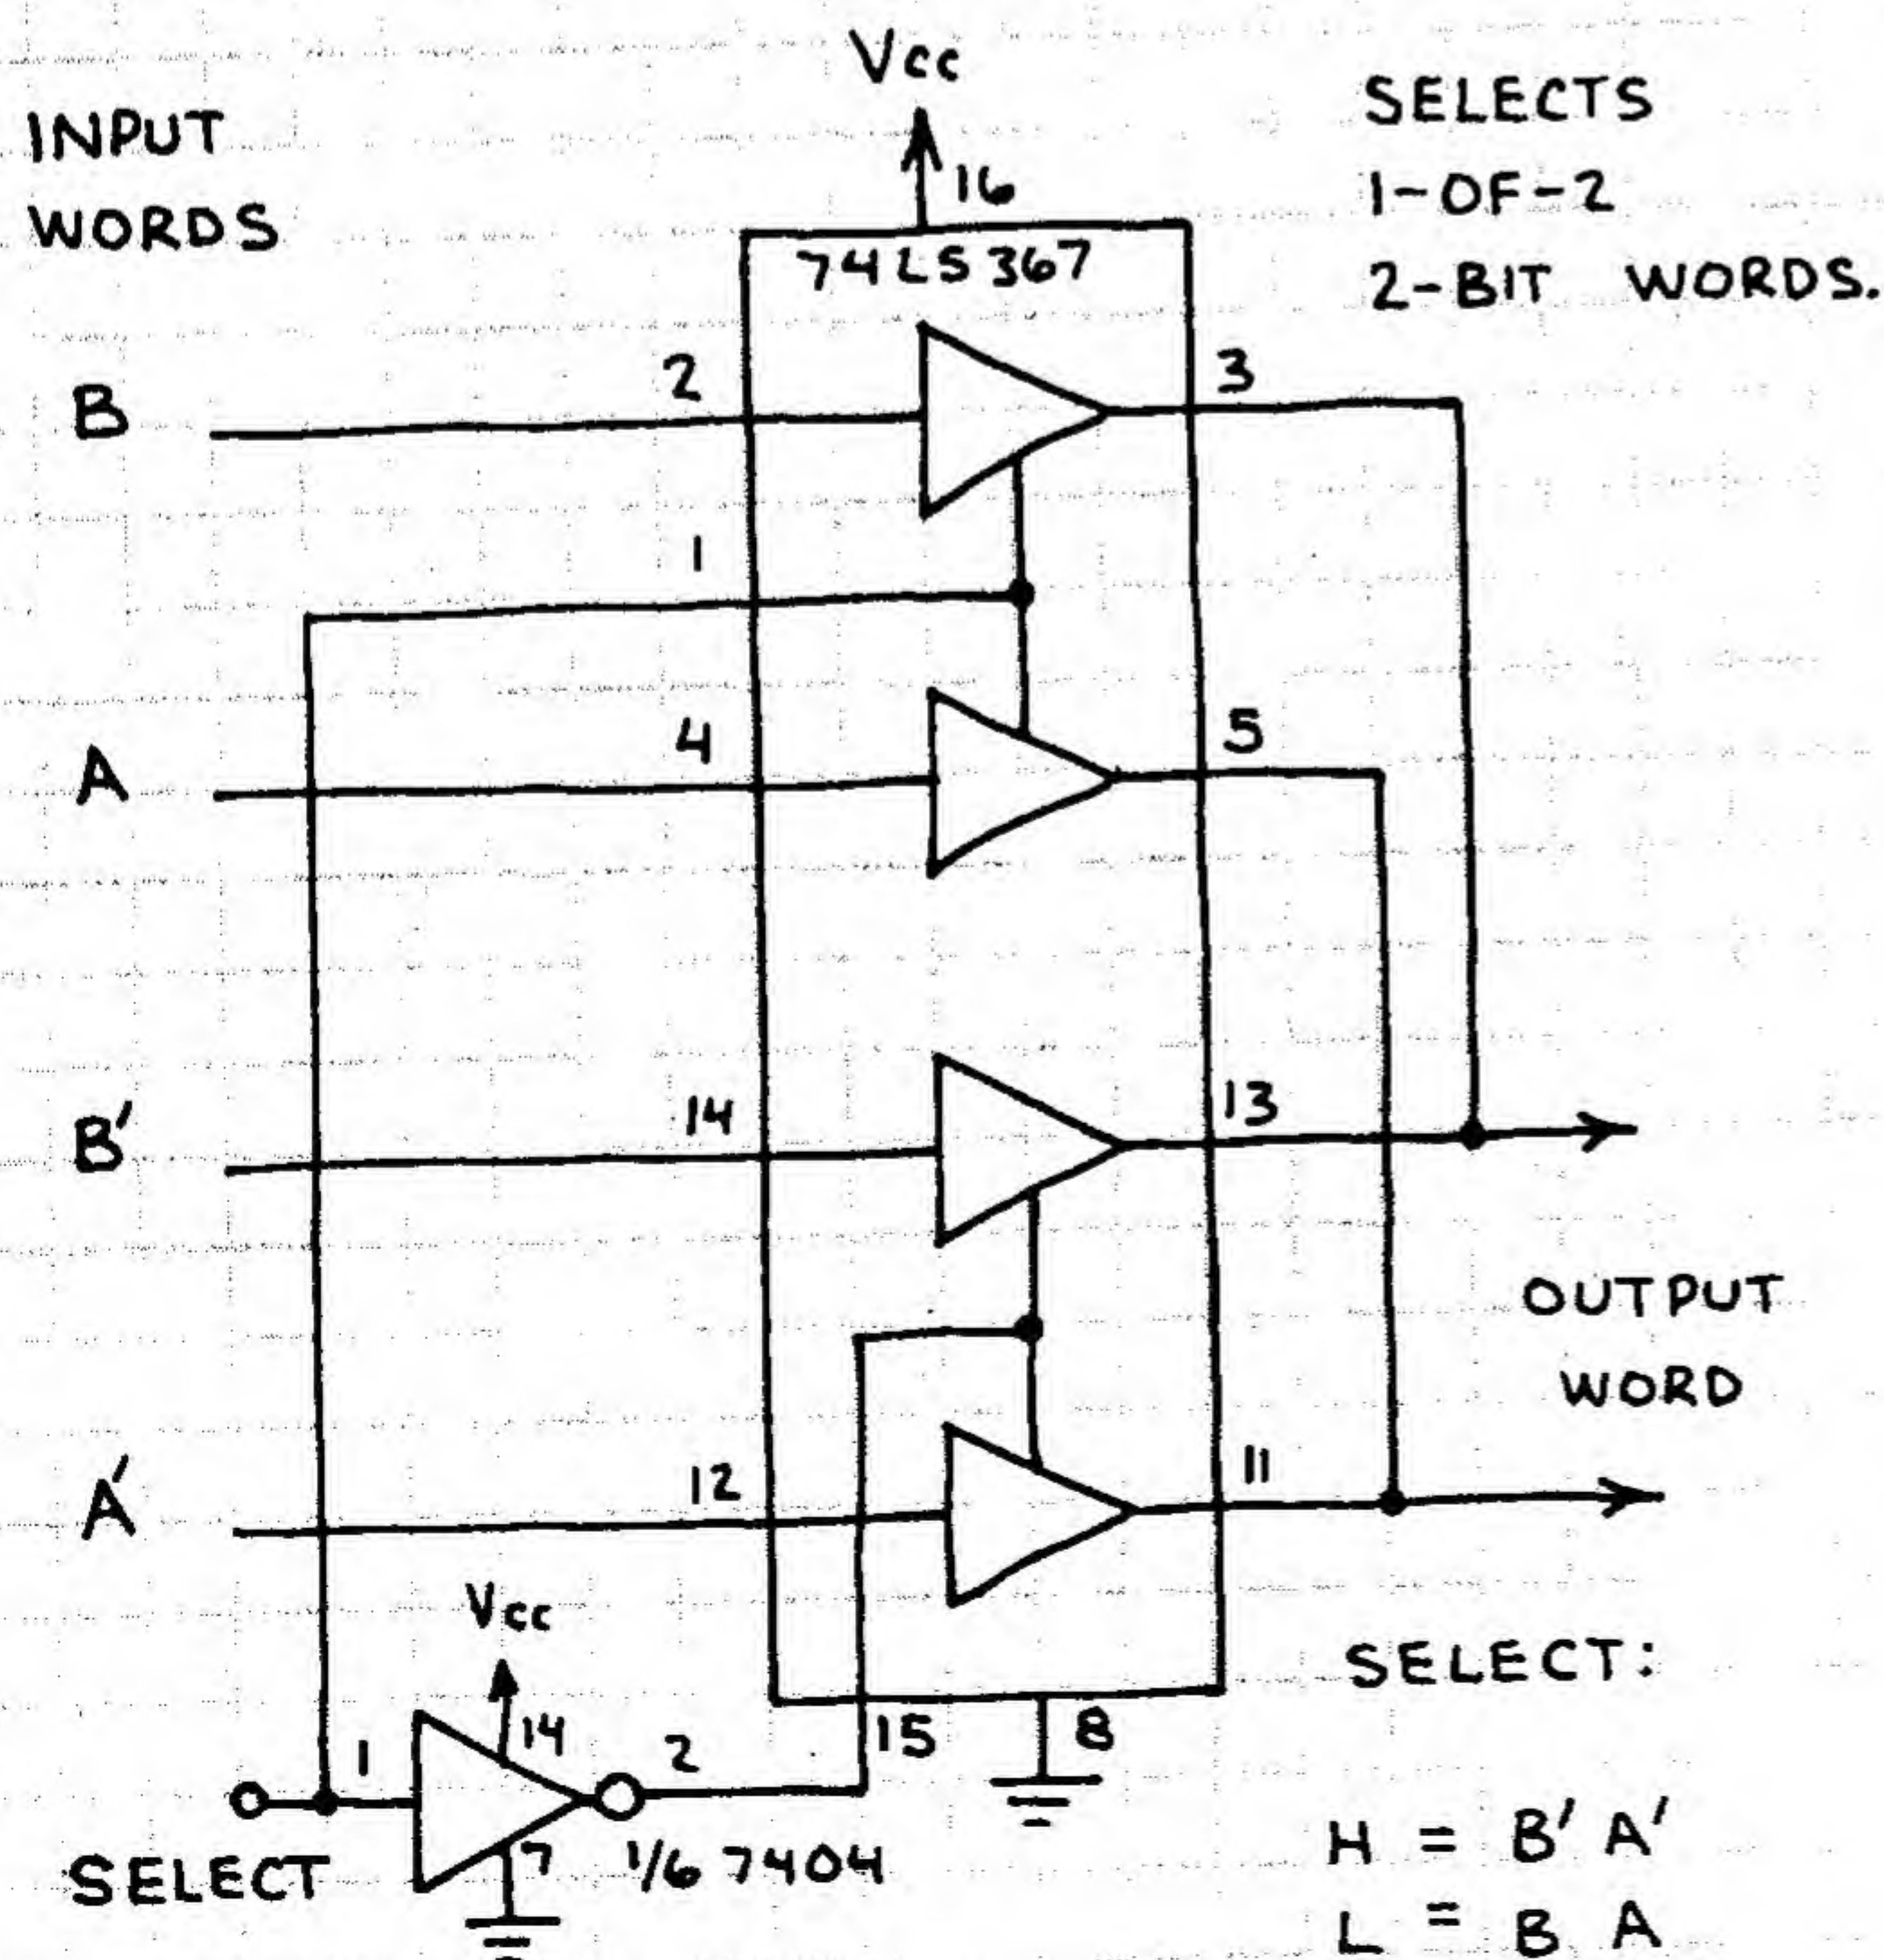 INPUT
WORDS
Vcc
16
SELECTS
1-OF-2
2-BIT WORDS.
74LS367
B
2
3
1
A
4
5
B'
14
13
A'
12
11
OUTPUT
WORD
Vcc
14
1
2
7
1/6 7404
SELECT
15
8
SELECT:
H = B' A'
L = B A